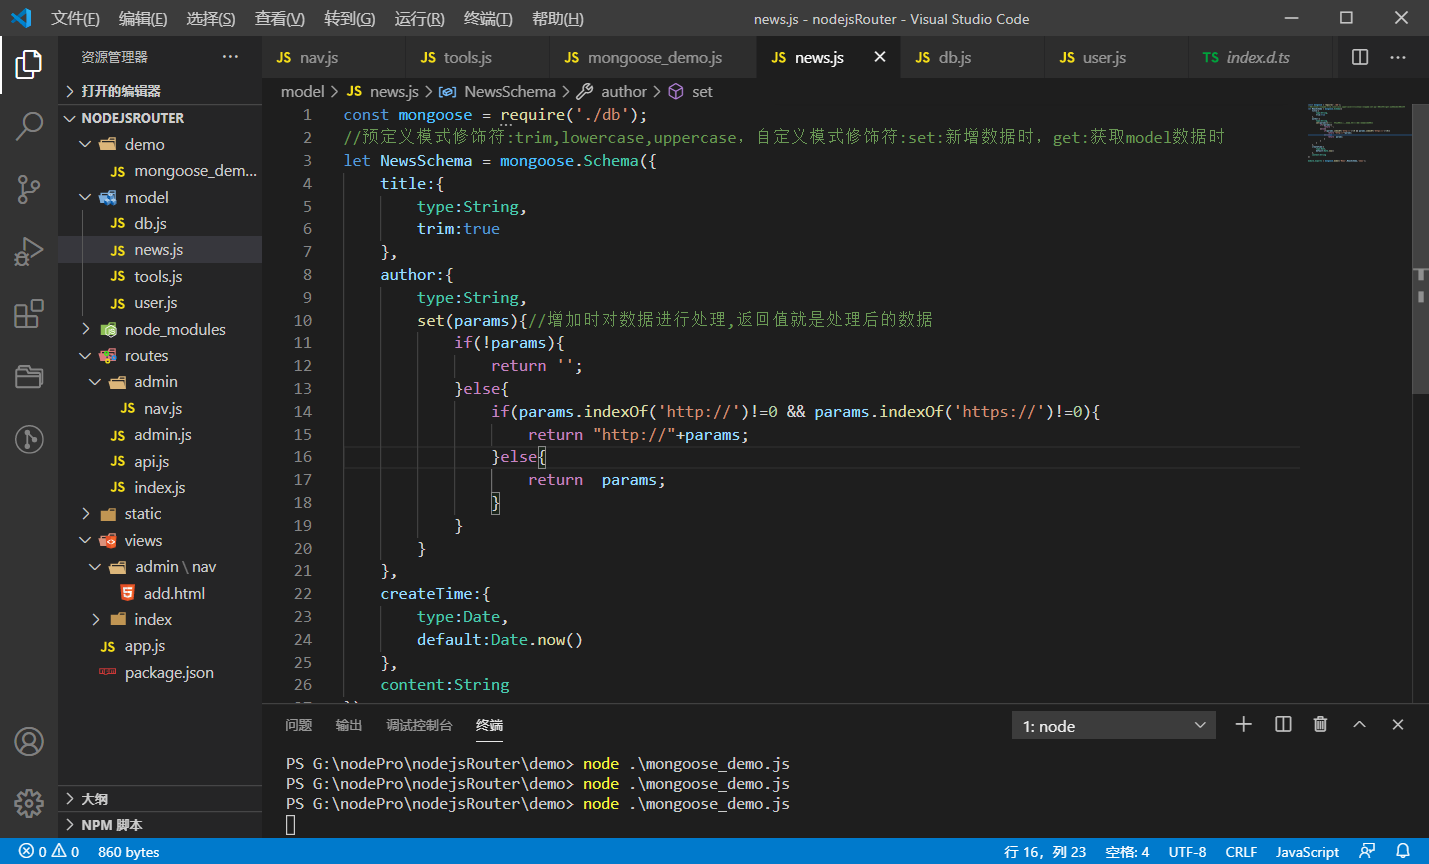 文件(F) 编辑(E) 选择(S) 查看(V) 转到(G) 运行(R) 终端(T) 帮助(H) news.js - nodejsRouter - Visual Studio Code
资源管理器 ···
JS nav.js JS tools.js JS mongoose_demo.js JS news.js JS db.js JS user.js TS index.d.ts ···
打开的编辑器
NODEJSROUTER
demo
JS mongoose_dem...
model
JS db.js
JS news.js
JS tools.js
JS user.js
node_modules
routes
admin
JS nav.js
JS admin.js
JS api.js
JS index.js
static
views
admin \ nav
add.html
index
JS app.js
package.json
大纲
NPM 脚本
model > JS news.js > NewsSchema > author > set
1 const mongoose = require('./db');
2 //预定义模式修饰符:trim,lowercase,uppercase，自定义模式修饰符:set:新增数据时，get:获取model数据时
3 let NewsSchema = mongoose.Schema({
4 title:{
5 type:String,
6 trim:true
7 },
8 author:{
9 type:String,
10 set(params){//增加时对数据进行处理,返回值就是处理后的数据
11 if(!params){
12 return '';
13 }else{
14 if(params.indexOf('http://')!=0 && params.indexOf('https://')!=0){
15 return "http://"+params;
16 }else{
17 return  params;
18 }
19 }
20 }
21 },
22 createTime:{
23 type:Date,
24 default:Date.now()
25 },
26 content:String
问题 输出 调试控制台 终端 1: node
PS G:\nodePro\nodejsRouter\demo> node .\mongoose_demo.js
PS G:\nodePro\nodejsRouter\demo> node .\mongoose_demo.js
PS G:\nodePro\nodejsRouter\demo> node .\mongoose_demo.js
0 0 860 bytes 行 16，列 23 空格: 4 UTF-8 CRLF JavaScript